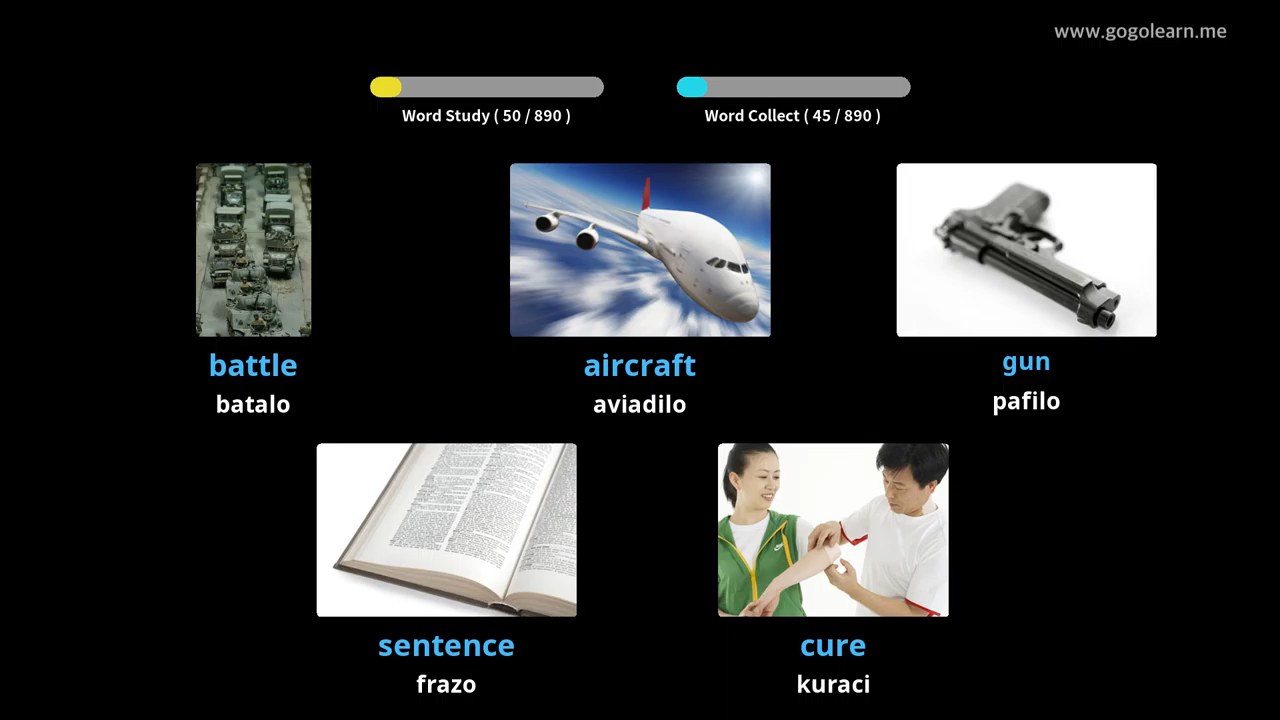 www.gogolearn.me
Word Study ( 50 / 890 )
Word Collect ( 45 / 890 )
battle
batalo
aircraft
aviadilo
gun
pafilo
sentence
frazo
cure
kuraci